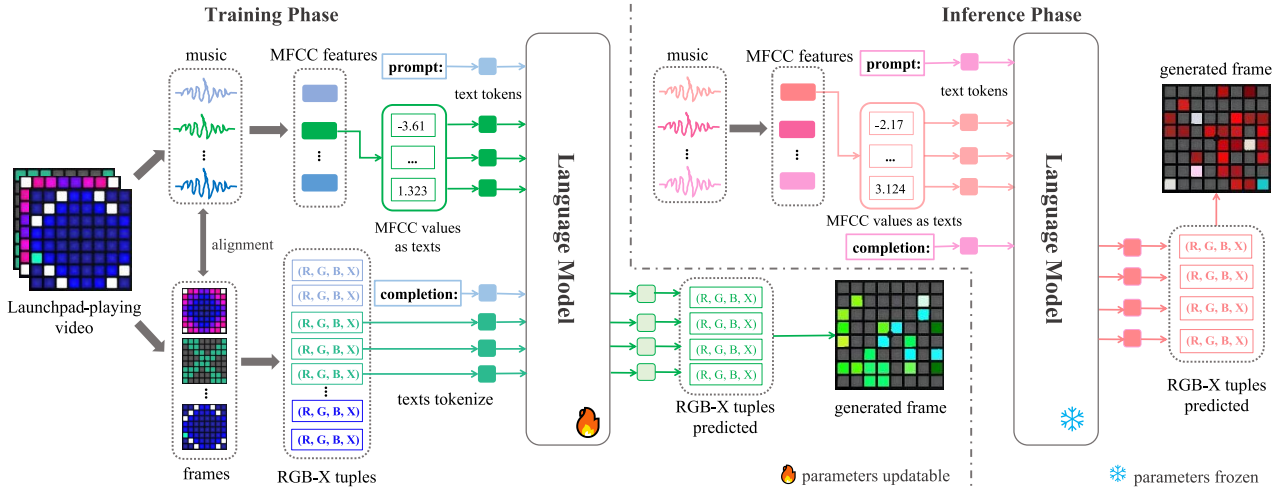 Training Phase
music
MFCC features
prompt:
text tokens
-3.61
...
1.323
MFCC values
as texts
Launchpad-playing
video
alignment
frames
(R, G, B, X)
(R, G, B, X)
(R, G, B, X)
(R, G, B, X)
(R, G, B, X)
(R, G, B, X)
(R, G, B, X)
RGB-X tuples
completion:
texts tokenize
Language Model
(R, G, B, X)
(R, G, B, X)
(R, G, B, X)
(R, G, B, X)
RGB-X tuples
predicted
generated frame
parameters updatable
Inference Phase
music
MFCC features
prompt:
text tokens
-2.17
...
3.124
MFCC values as texts
completion:
Language Model
generated frame
(R, G, B, X)
(R, G, B, X)
(R, G, B, X)
(R, G, B, X)
RGB-X tuples
predicted
parameters frozen